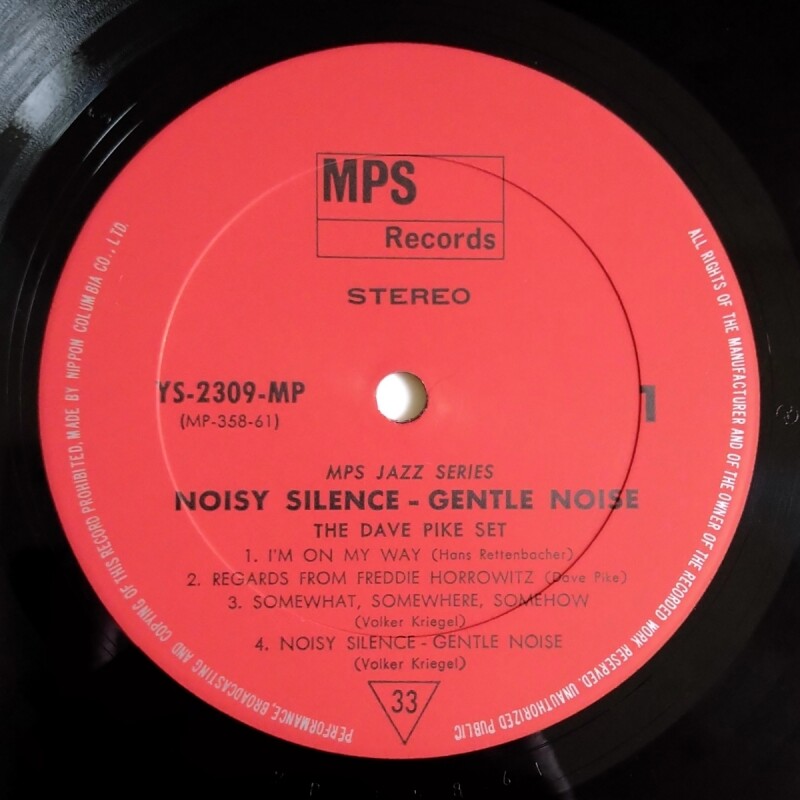 MPS
Records
STEREO
YS-2309-MP
1
(MP-358-61)
MPS JAZZ SERIES
NOISY SILENCE - GENTLE NOISE
THE DAVE PIKE SET
1. I'M ON MY WAY (Hans Rettenbacher)
2. REGARDS FROM FREDDIE HORROWITZ (Dave Pike)
3. SOMEWHAT, SOMEWHERE, SOMEHOW
(Volker Kriegel)
4. NOISY SILENCE - GENTLE NOISE
(Volker Kriegel)
33
ALL RIGHTS OF THE MANUFACTURER AND OF THE OWNER OF THE RECORDED WORK RESERVED. UNAUTHORIZED PUBLIC
PERFORMANCE, BROADCASTING AND COPYING OF THIS RECORD PROHIBITED, MADE BY NIPPON COLUMBIA CO., LTD.